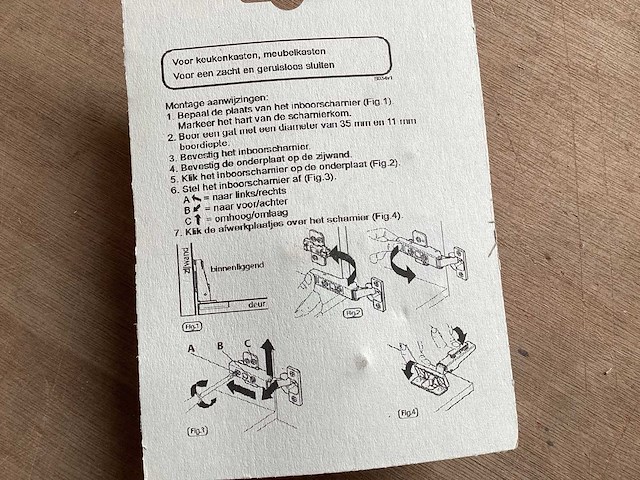 Voor keukenkasten, meubelkasten
Voor een zacht en geruisloos sluiten
Montage aanwijzingen:
1. Bepaal de plaats van het inboorscharnier (Fig.1).
Markeer het hart van de scharnierkom.
2. Boor een gat met een diameter van 35 mm en 11 mm
boordiepte.
3. Bevestig het inboorscharnier.
4. Bevestig de onderplaat op de zijwand.
5. Klik het inboorscharnier op de onderplaat (Fig.2).
6. Stel het inboorscharnier af (Fig.3).
A = naar links/rechts
B = naar voor/achter
C = omhoog/omlaag
7. Klik de afwerkplaatjes over het scharnier (Fig.4).
zijwand
binnenliggend
deur
Fig.1
Fig.2
A B C
Fig.3
Fig.4